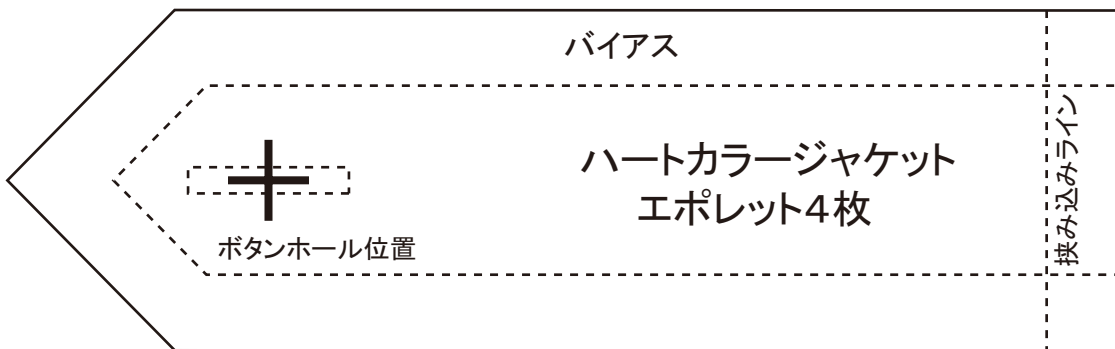 バイアス
ハートカラージャケット
エポレット4枚
ボタンホール位置
挟み込みライン